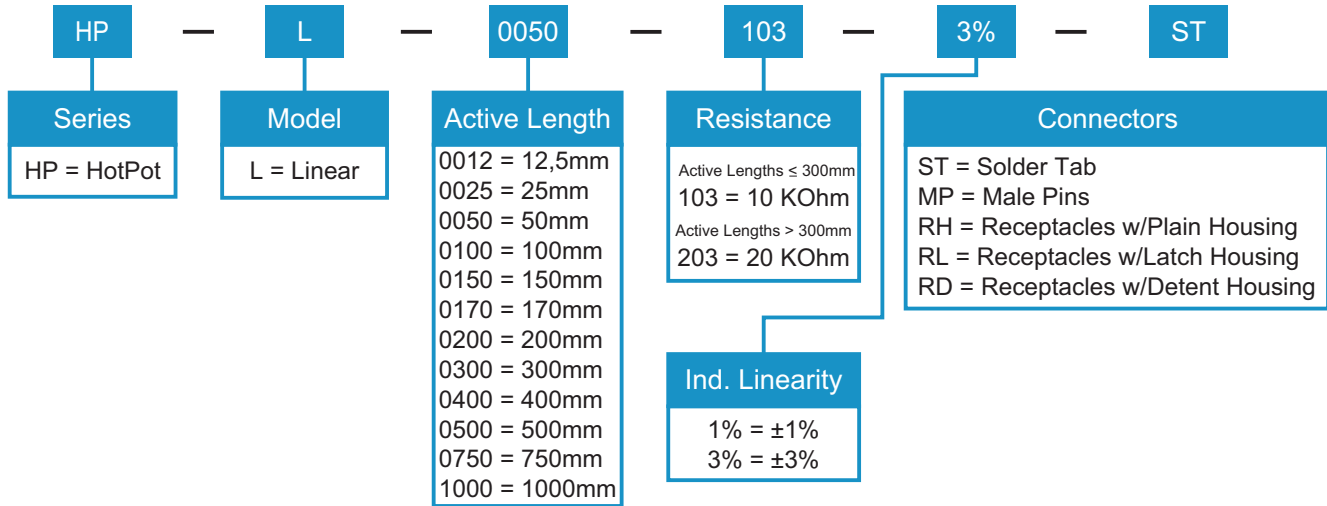 HP — L — 0050 — 103 — 3% — ST
Series
HP = HotPot
Model
L = Linear
Active Length
0012 = 12,5mm
0025 = 25mm
0050 = 50mm
0100 = 100mm
0150 = 150mm
0170 = 170mm
0200 = 200mm
0300 = 300mm
0400 = 400mm
0500 = 500mm
0750 = 750mm
1000 = 1000mm
Resistance
Active Lengths ≤ 300mm
103 = 10 KOhm
Active Lengths > 300mm
203 = 20 KOhm
Ind. Linearity
1% = ±1%
3% = ±3%
Connectors
ST = Solder Tab
MP = Male Pins
RH = Receptacles w/Plain Housing
RL = Receptacles w/Latch Housing
RD = Receptacles w/Detent Housing